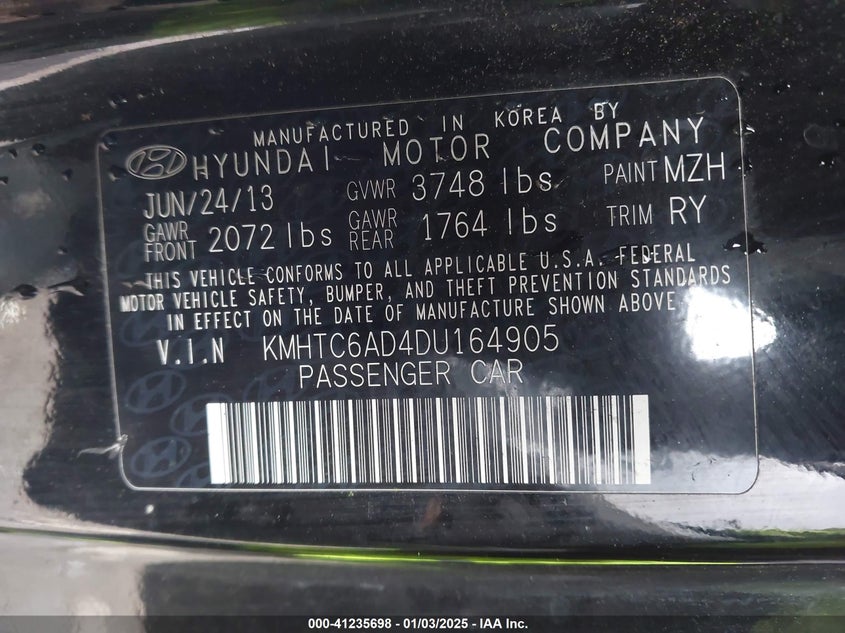 MANUFACTURED IN KOREA BY
HYUNDAI MOTOR COMPANY
JUN/24/13 GVWR 3748 lbs PAINT MZH
GAWR FRONT 2072 lbs GAWR REAR 1764 lbs TRIM RY
THIS VEHICLE CONFORMS TO ALL APPLICABLE U.S.A. FEDERAL
MOTOR VEHICLE SAFETY, BUMPER, AND THEFT PREVENTION STANDARDS
IN EFFECT ON THE DATE OF MANUFACTURE SHOWN ABOVE
V.I.N KMHTC6AD4DU164905
PASSENGER CAR
000-41235698 - 01/03/2025 - IAA Inc.